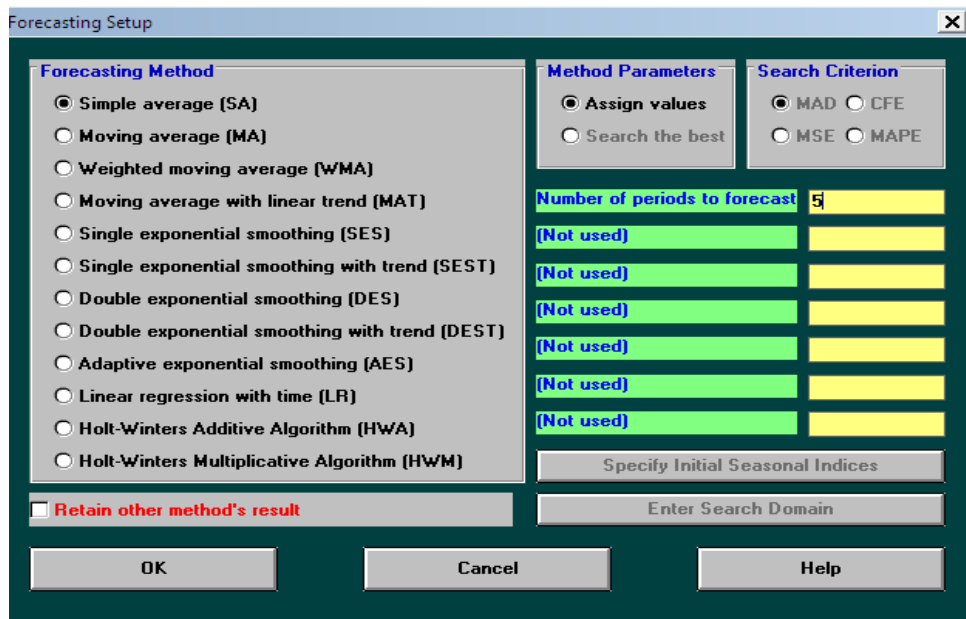 Forecasting Setup
Forecasting Method
Simple average (SA)
Moving average (MA)
Weighted moving average (WMA)
Moving average with linear trend (MAT)
Single exponential smoothing (SES)
Single exponential smoothing with trend (SEST)
Double exponential smoothing (DES)
Double exponential smoothing with trend (DEST)
Adaptive exponential smoothing (AES)
Linear regression with time (LR)
Holt-Winters Additive Algorithm (HWA)
Holt-Winters Multiplicative Algorithm (HWM)
Retain other method's result
Method Parameters
Assign values
Search the best
Search Criterion
MAD CFE
MSE MAPE
Number of periods to forecast 5
(Not used)
(Not used)
(Not used)
(Not used)
(Not used)
(Not used)
Specify Initial Seasonal Indices
Enter Search Domain
OK Cancel Help